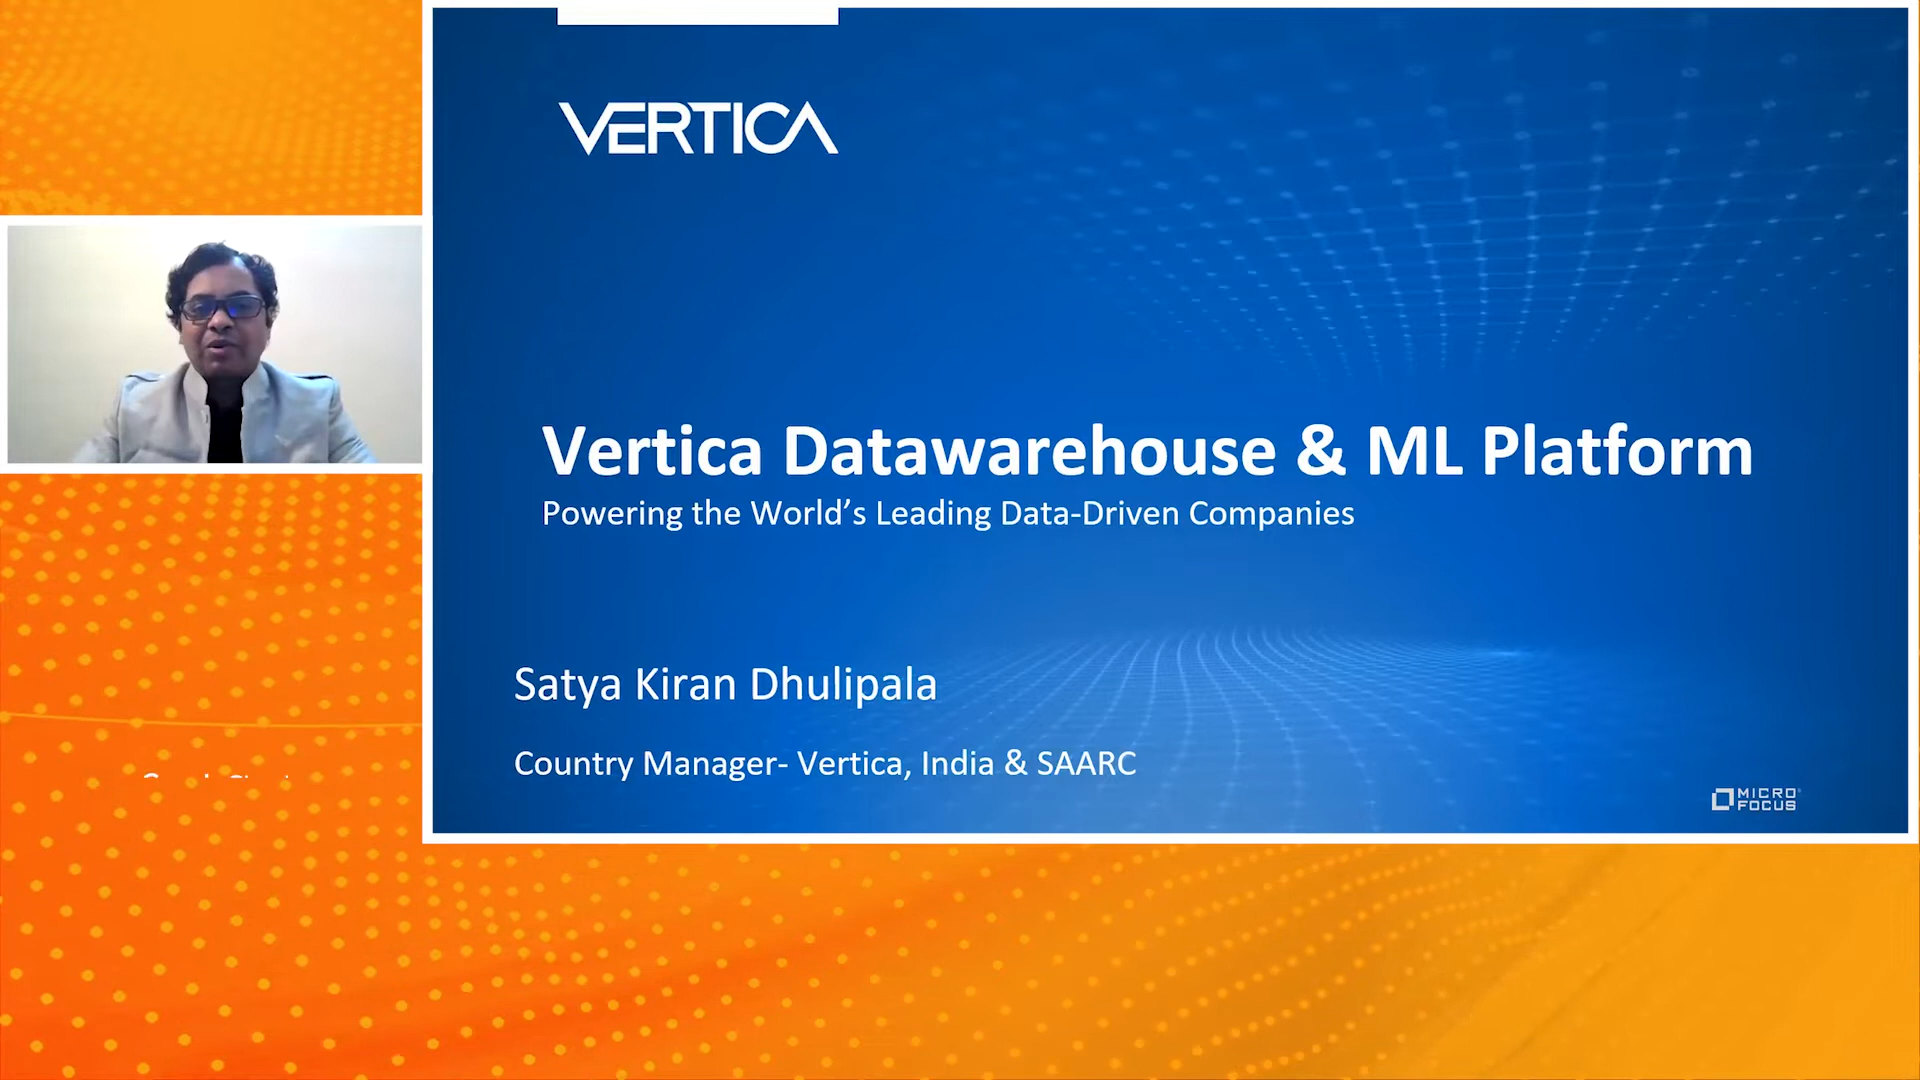 VERTICA
Vertica Datawarehouse & ML Platform
Powering the World’s Leading Data-Driven Companies
Satya Kiran Dhulipala
Country Manager- Vertica, India & SAARC
MICRO
FOCUS